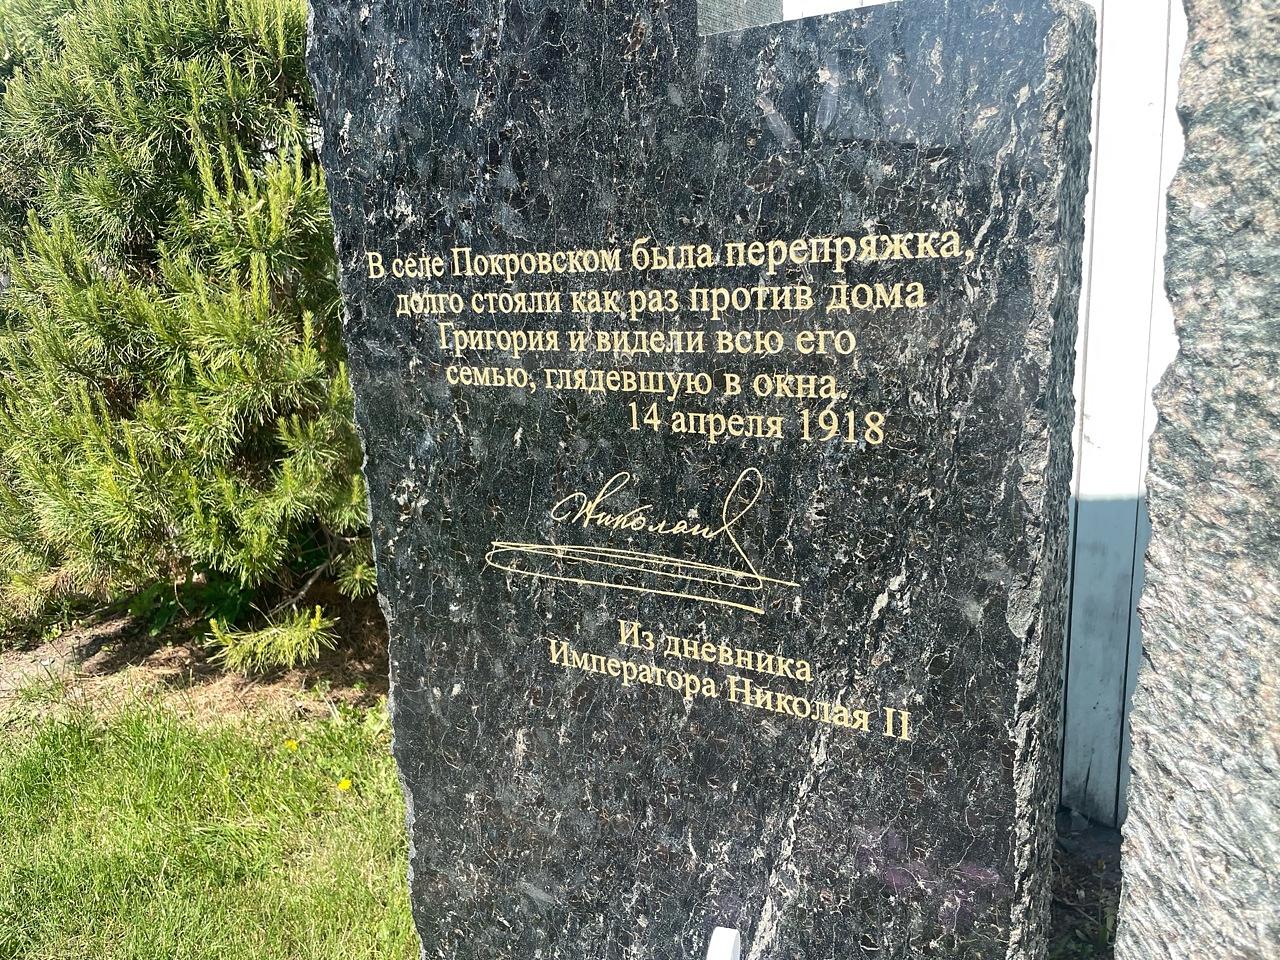 В селе Покровском была перепряжка,
долго стояли как раз против дома
Григория и видели всю его
семью, глядевшую в окна.
14 апреля 1918
Николай
Из дневника
Императора Николая II